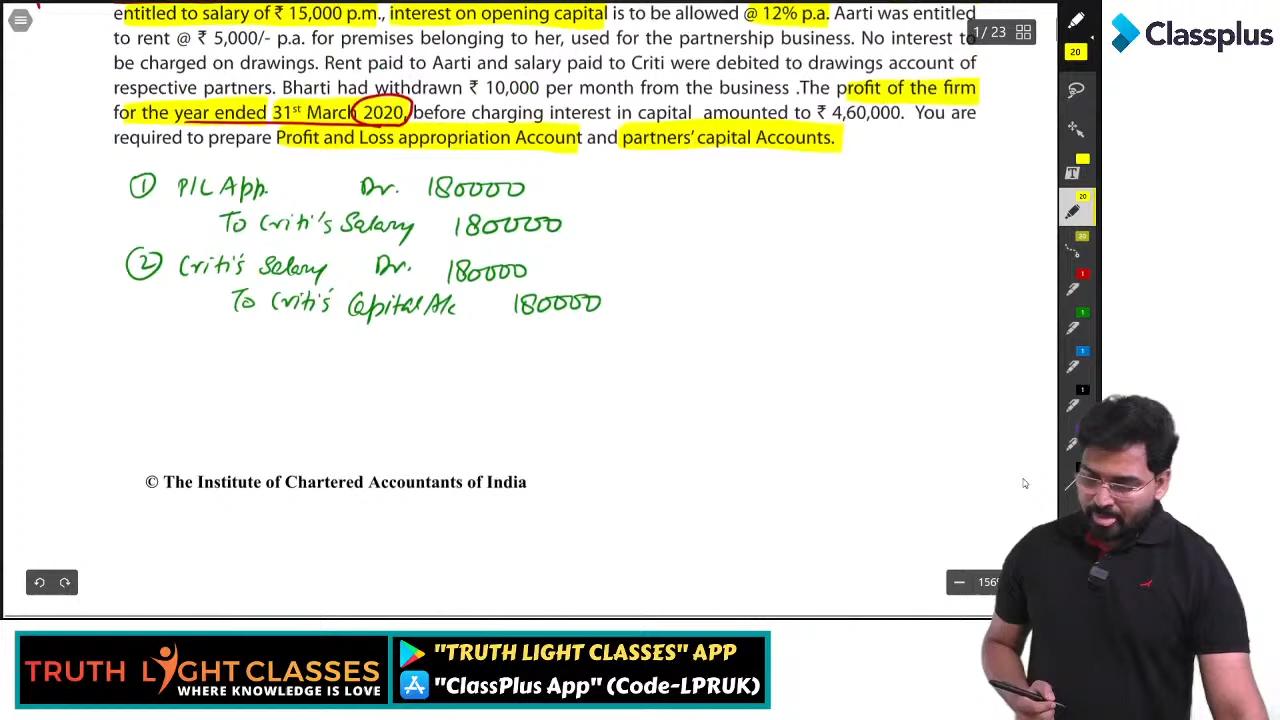 entitled to salary of ₹ 15,000 p.m., interest on opening capital is to be allowed @ 12% p.a. Aarti was entitled
to rent @ ₹ 5,000/- p.a. for premises belonging to her, used for the partnership business. No interest to
be charged on drawings. Rent paid to Aarti and salary paid to Criti were debited to drawings account of
respective partners. Bharti had withdrawn ₹ 10,000 per month from the business .The profit of the firm
for the year ended 31st March 2020, before charging interest in capital amounted to ₹ 4,60,000. You are
required to prepare Profit and Loss appropriation Account and partners' capital Accounts.
① P/L App. Dr. 180000
To Criti's Salary 180000
② Criti's Salary Dr. 180000
To Criti's Capital A/c 180000
© The Institute of Chartered Accountants of India
1 / 23
Classplus
20
T
20
20
1
1
1
1
TRUTH LIGHT CLASSES
WHERE KNOWLEDGE IS LOVE
"TRUTH LIGHT CLASSES" APP
"ClassPlus App" (Code-LPRUK)